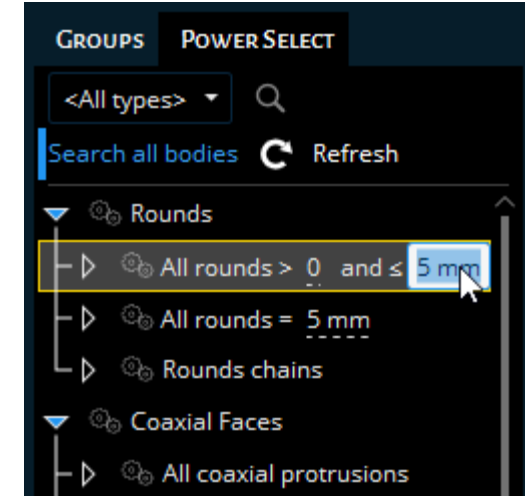 GROUPS POWER SELECT
<All types>
Search all bodies Refresh
Rounds
All rounds > 0 and ≤ 5 mm
All rounds = 5 mm
Rounds chains
Coaxial Faces
All coaxial protrusions